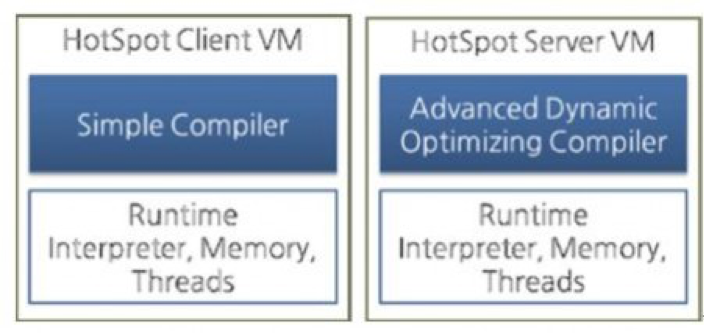 HotSpot Client VM
Simple Compiler
Runtime
Interpreter, Memory,
Threads
HotSpot Server VM
Advanced Dynamic
Optimizing Compiler
Runtime
Interpreter, Memory,
Threads